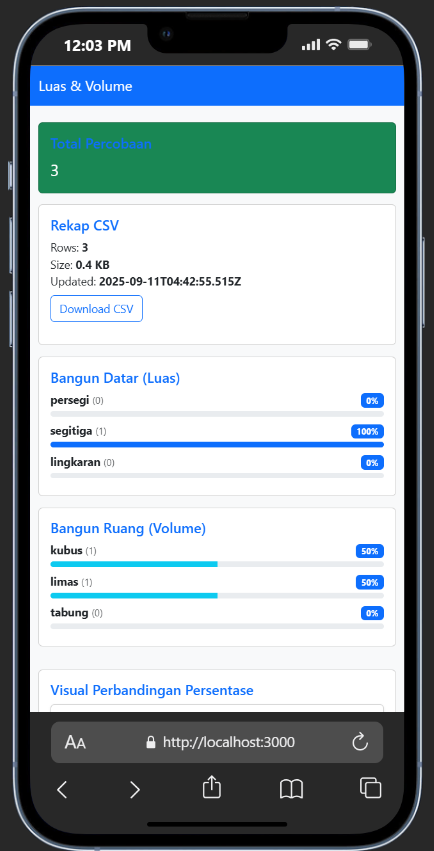 12:03 PM
Luas & Volume
Total Percobaan
3
Rekap CSV
Rows: 3
Size: 0.4 KB
Updated: 2025-09-11T04:42:55.515Z
Download CSV
Bangun Datar (Luas)
persegi (0) 0%
segitiga (1) 100%
lingkaran (0) 0%
Bangun Ruang (Volume)
kubus (1) 50%
limas (1) 50%
tabung (0) 0%
Visual Perbandingan Persentase
AA http://localhost:3000